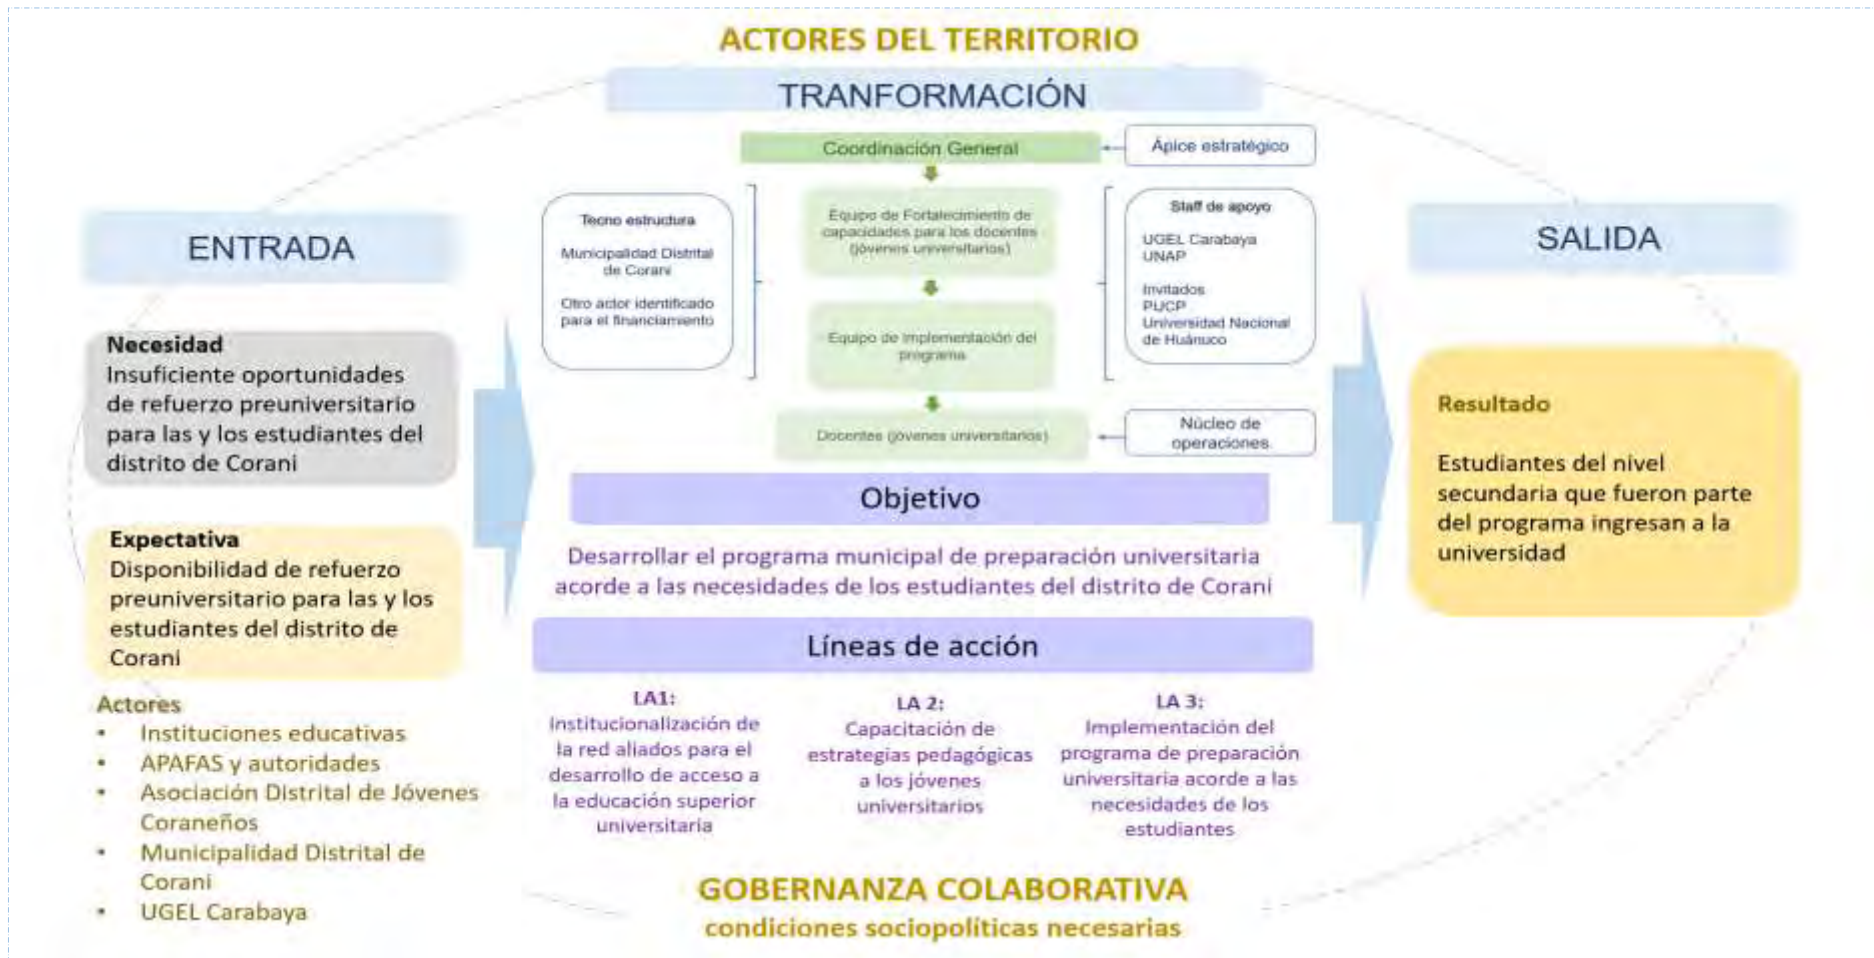 ACTORES DEL TERRITORIO
TRANFORMACIÓN
ENTRADA
Necesidad
Insuficiente oportunidades
de refuerzo preuniversitario
para las y los estudiantes del
distrito de Corani
Expectativa
Disponibilidad de refuerzo
preuniversitario para las y los
estudiantes del distrito de
Corani
Actores
• Instituciones educativas
• APAFAS y autoridades
• Asociación Distrital de Jóvenes
Coraneños
• Municipalidad Distrital de
Corani
• UGEL Carabaya
Coordinación General
Ápice estratégico
Tecno estructura
Municipalidad Distrital
de Corani
Otro actor identificado
para el financiamiento
Equipo de Fortalecimiento de
capacidades para los docentes
(jóvenes universitarios)
Equipo de Implementación del
programa
Docentes (jóvenes universitarios)
Staff de apoyo
UGEL Carabaya
UNAP
Invitados
PUCP
Universidad Nacional
de Huánuco
Núcleo de
operaciones
Objetivo
Desarrollar el programa municipal de preparación universitaria
acorde a las necesidades de los estudiantes del distrito de Corani
Líneas de acción
LA1:
Institucionalización de
la red aliados para el
desarrollo de acceso a
la educación superior
universitaria
LA 2:
Capacitación de
estrategias pedagógicas
a los jóvenes
universitarios
LA 3:
Implementación del
programa de preparación
universitaria acorde a las
necesidades de los
estudiantes
SALIDA
Resultado
Estudiantes del nivel
secundaria que fueron parte
del programa ingresan a la
universidad
GOBERNANZA COLABORATIVA
condiciones sociopolíticas necesarias